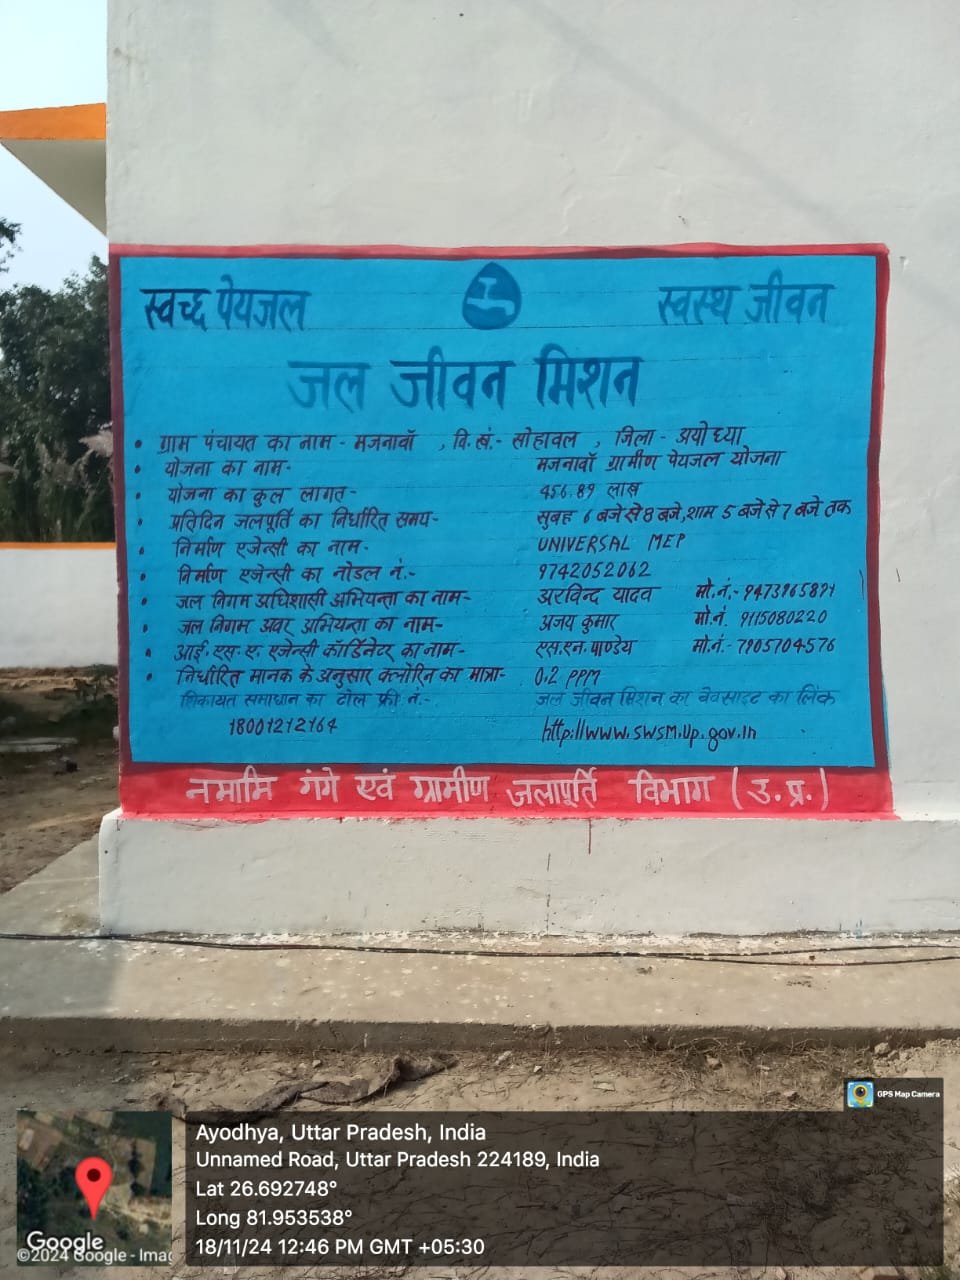 स्वच्छ पेयजल स्वस्थ जीवन
जल जीवन मिशन
• ग्राम पंचायत का नाम - मजनावाँ , वि.खं.- सोहावल , जिला - अयोध्या
• योजना का नाम- मजनावाँ ग्रामीण पेयजल योजना
• योजना का कुल लागत- 456.89 लाख
• प्रतिदिन जलपूर्ति का निर्धारित समय- सुबह 6 बजे से 8 बजे, शाम 5 बजे से 7 बजे तक
• निर्माण एजेन्सी का नाम- UNIVERSAL MEP
• निर्माण एजेन्सी का नोडल नं.- 9742052062
• जल निगम अधिशासी अभियन्ता का नाम- अरविन्द यादव मो.नं.-
• जल निगम अवर अभियन्ता का नाम- अजय कुमार मो.नं. 9115080220
• आई.एस.ए. एजेन्सी कॉर्डिनेटर का नाम- एस.एन. पाण्डेय मो.नं.- 7905704576
• निर्धारित मानक के अनुसार क्लोरिन का मात्रा- 0.2 PPM
शिकायत समाधान का टोल फ्री नं.- जल जीवन मिशन का वेबसाइट का लिंक
18001212164 http://www.swsm.up.gov.in
नमामि गंगे एवं ग्रामीण जलापूर्ति विभाग (उ.प्र.)
GPS Map Camera
Ayodhya, Uttar Pradesh, India
Unnamed Road, Uttar Pradesh 224189, India
Lat 26.692748°
Long 81.953538°
18/11/24 12:46 PM GMT +05:30
Google
©2024 Google - Imag